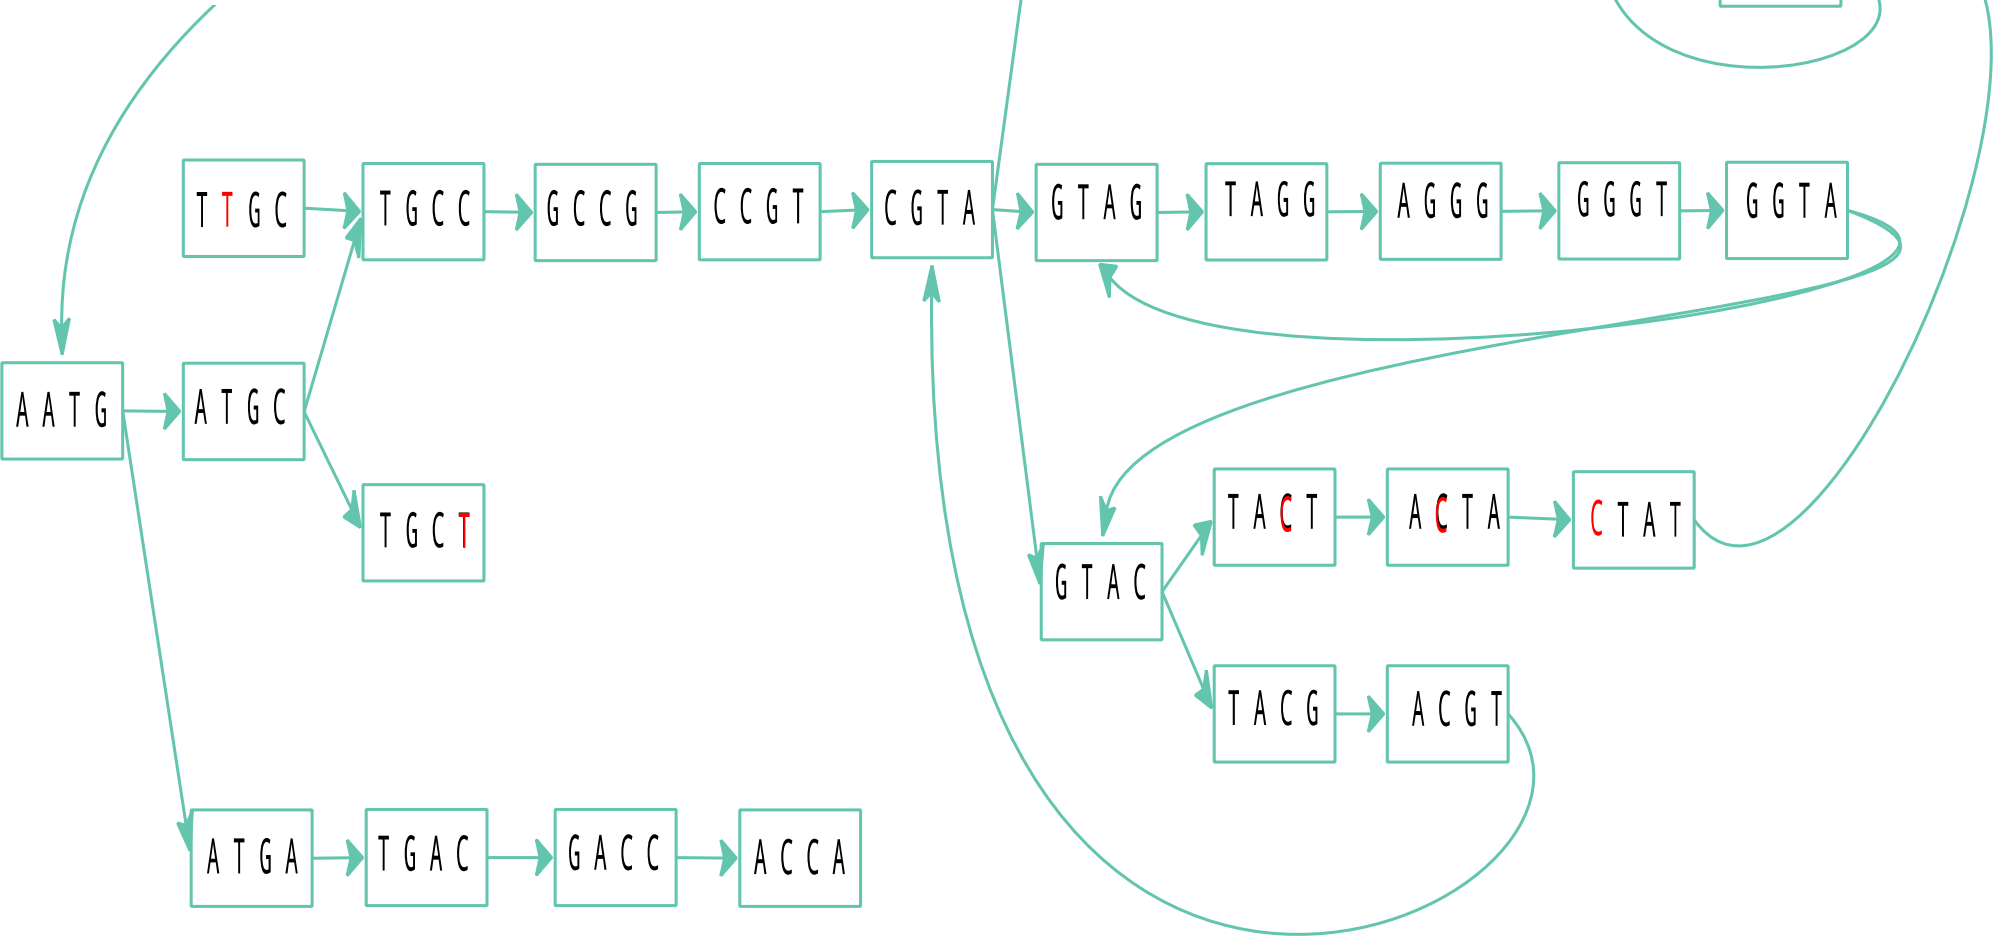 TTGC
TGCC
GCCG
CCGT
CGTA
GTAG
TAGG
AGGG
GGGT
GGTA
AATG
ATGC
TGCT
GTAC
TACT
ACTA
CTAT
TACG
ACGT
ATGA
TGAC
GACC
ACCA